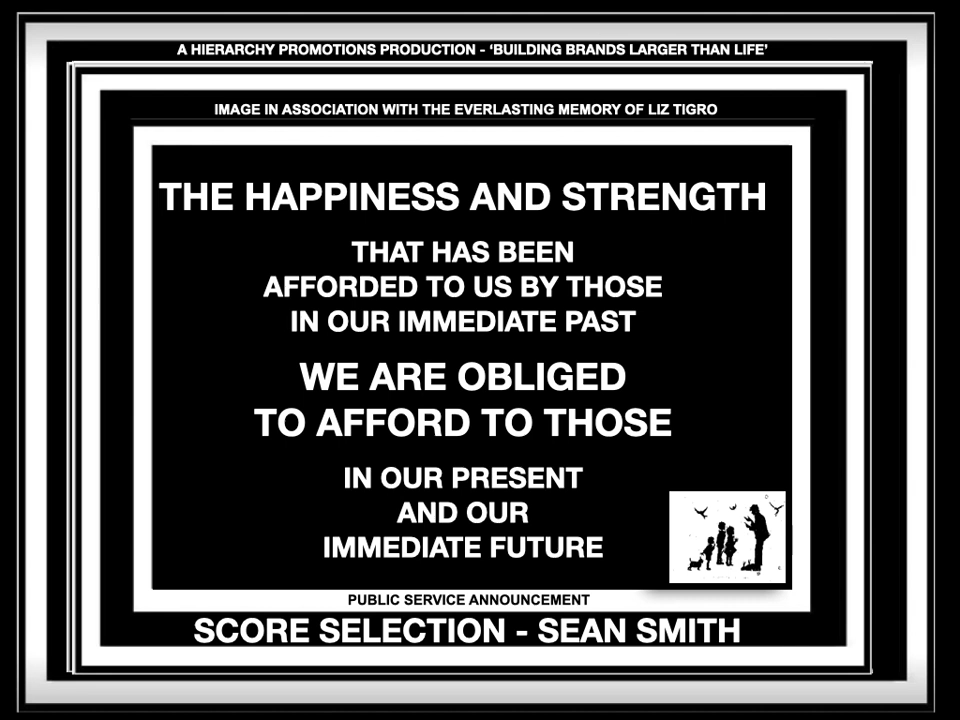 A HIERARCHY PROMOTIONS PRODUCTION - ‘BUILDING BRANDS LARGER THAN LIFE’
IMAGE IN ASSOCIATION WITH THE EVERLASTING MEMORY OF LIZ TIGRO
THE HAPPINESS AND STRENGTH
THAT HAS BEEN
AFFORDED TO US BY THOSE
IN OUR IMMEDIATE PAST
WE ARE OBLIGED
TO AFFORD TO THOSE
IN OUR PRESENT
AND OUR
IMMEDIATE FUTURE
PUBLIC SERVICE ANNOUNCEMENT
SCORE SELECTION - SEAN SMITH